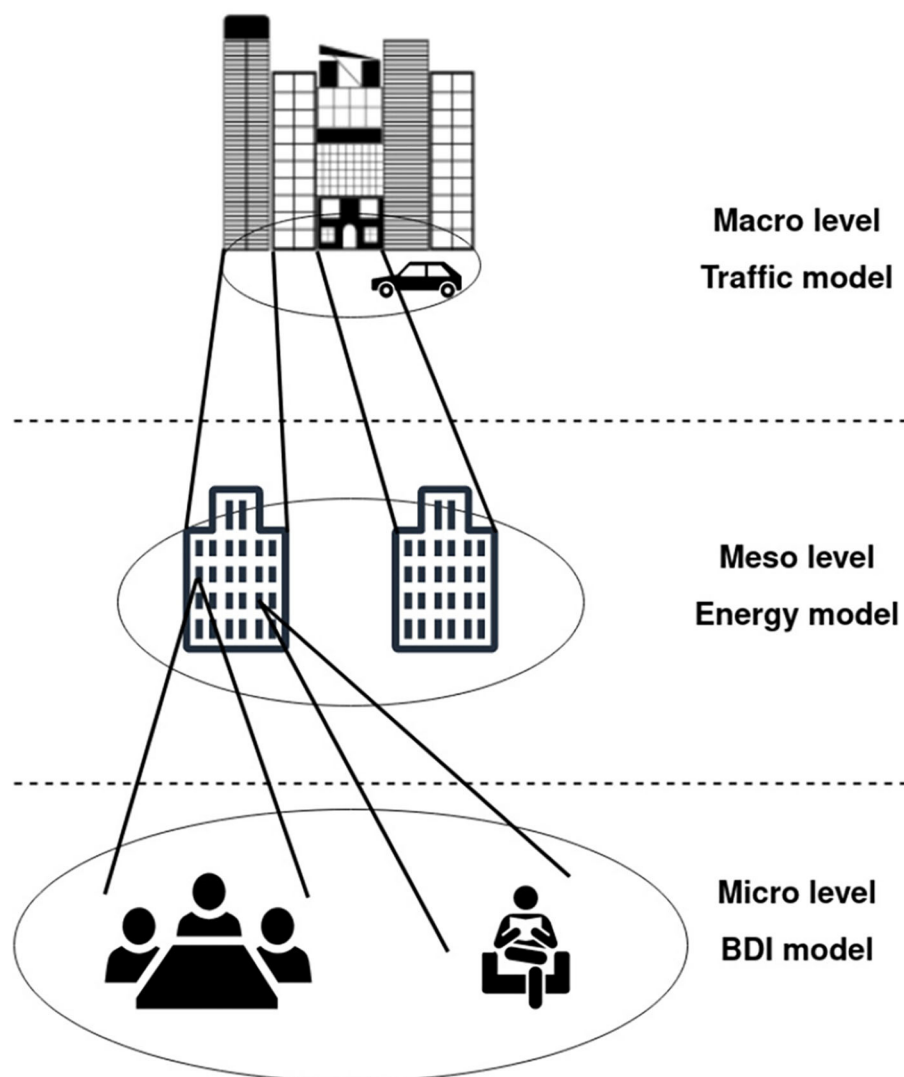 Macro level
Traffic model
Meso level
Energy model
Micro level
BDI model